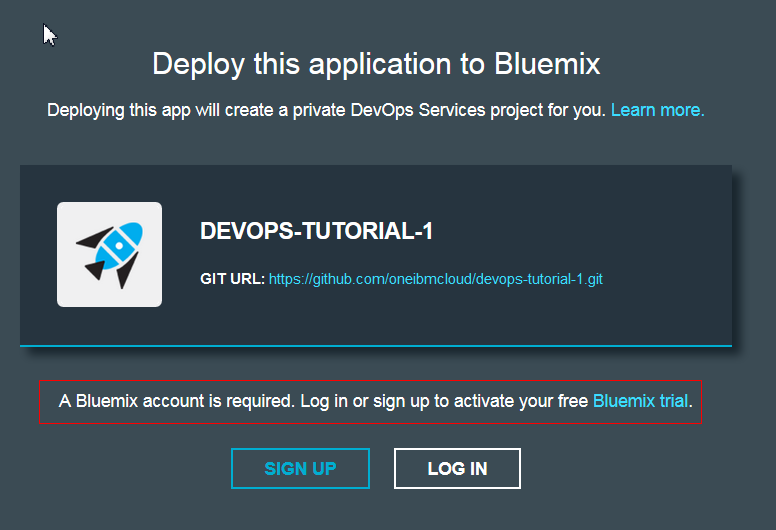 Deploy this application to Bluemix
Deploying this app will create a private DevOps Services project for you. Learn more.
DEVOPS-TUTORIAL-1
GIT URL: https://github.com/oneibmcloud/devops-tutorial-1.git
A Bluemix account is required. Log in or sign up to activate your free Bluemix trial.
SIGN UP LOG IN